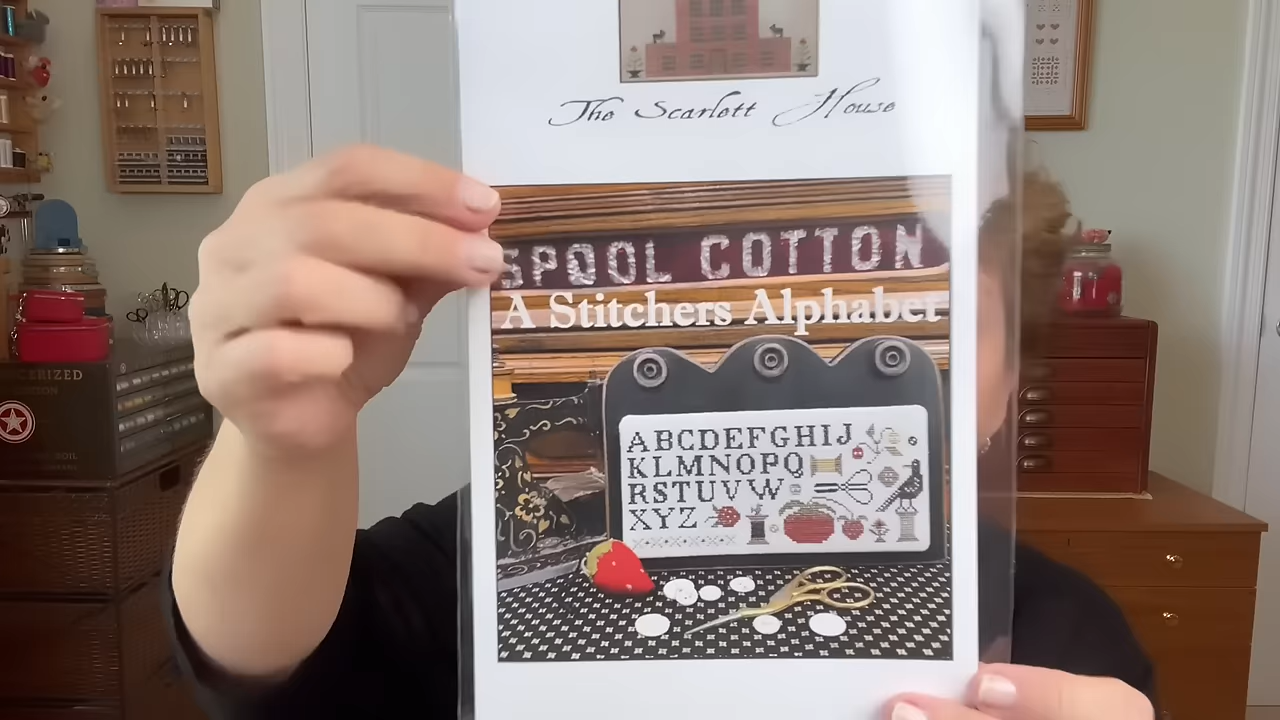 The Scarlett House
SPOOL COTTON
A Stitchers Alphabet
ABCDEFGHIJ
KLMNOPQ
RSTUVW
XYZ